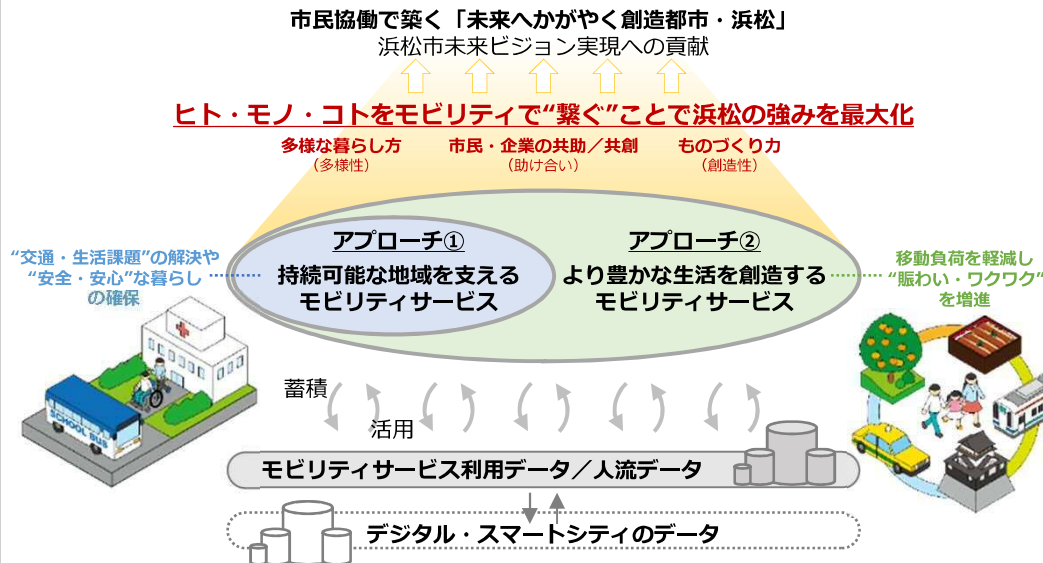 市民協働で築く「未来へかがやく創造都市・浜松」
浜松市未来ビジョン実現への貢献
ヒト・モノ・コトをモビリティで“繋ぐ”ことで浜松の強みを最大化
多様な暮らし方
(多様性)
市民・企業の共助／共創
(助け合い)
ものづくり力
(創造性)
“交通・生活課題”の解決や
“安全・安心”な暮らし
の確保
アプローチ①
持続可能な地域を支える
モビリティサービス
アプローチ②
より豊かな生活を創造する
モビリティサービス
移動負荷を軽減し
“賑わい・ワクワク”
を増進
SCHOOL BUS
蓄積
活用
モビリティサービス利用データ／人流データ
デジタル・スマートシティのデータ